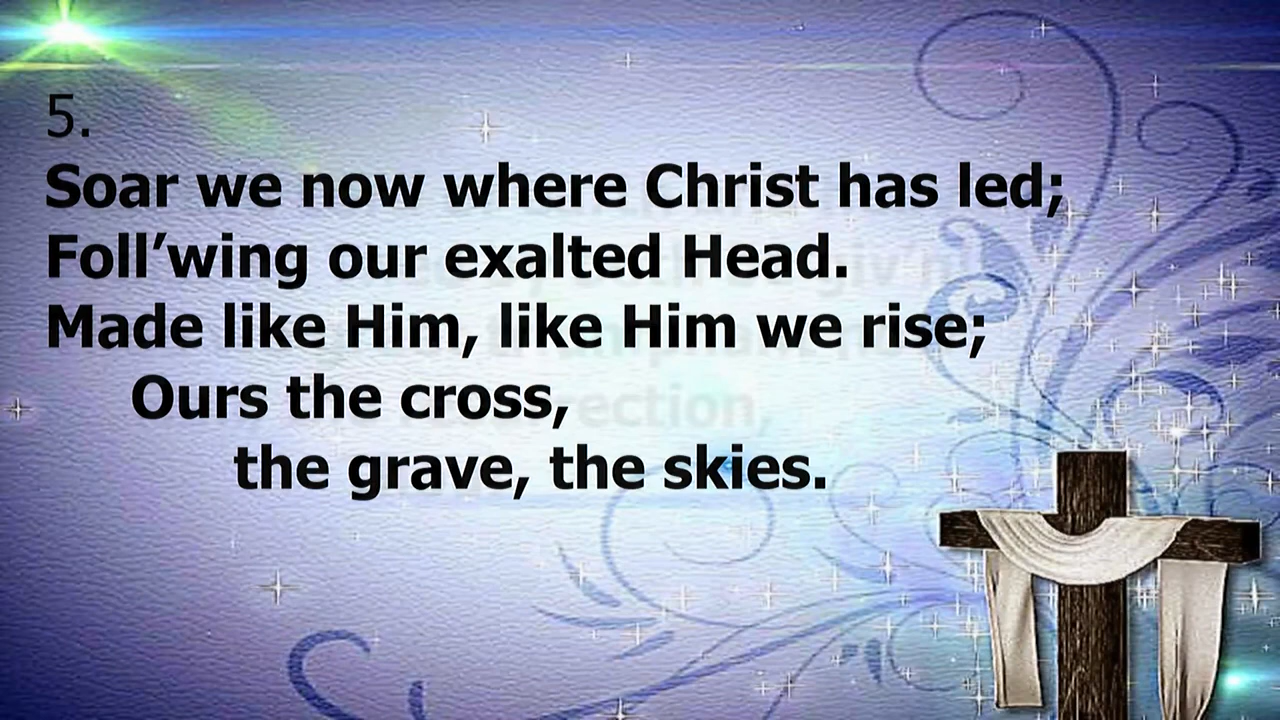 5.
Soar we now where Christ has led;
Foll’wing our exalted Head.
Made like Him, like Him we rise;
Ours the cross,
the grave, the skies.